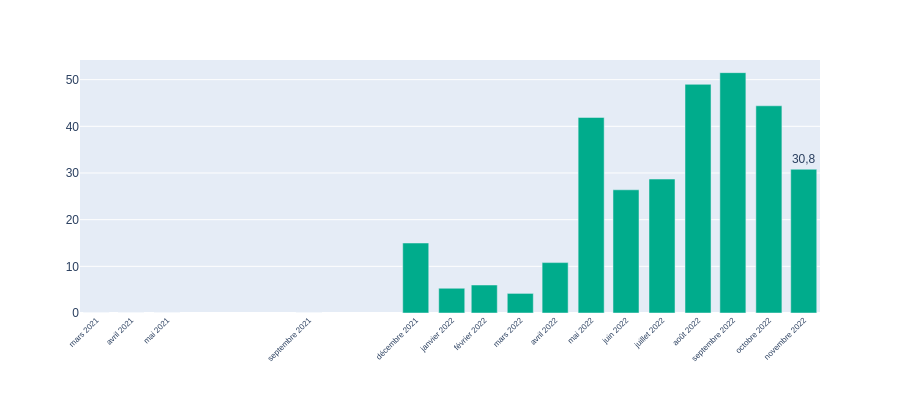 50
40
30
20
10
0
30,8
mars 2021
avril 2021
mai 2021
septembre 2021
décembre 2021
janvier 2022
février 2022
mars 2022
avril 2022
mai 2022
juin 2022
juillet 2022
août 2022
septembre 2022
octobre 2022
novembre 2022